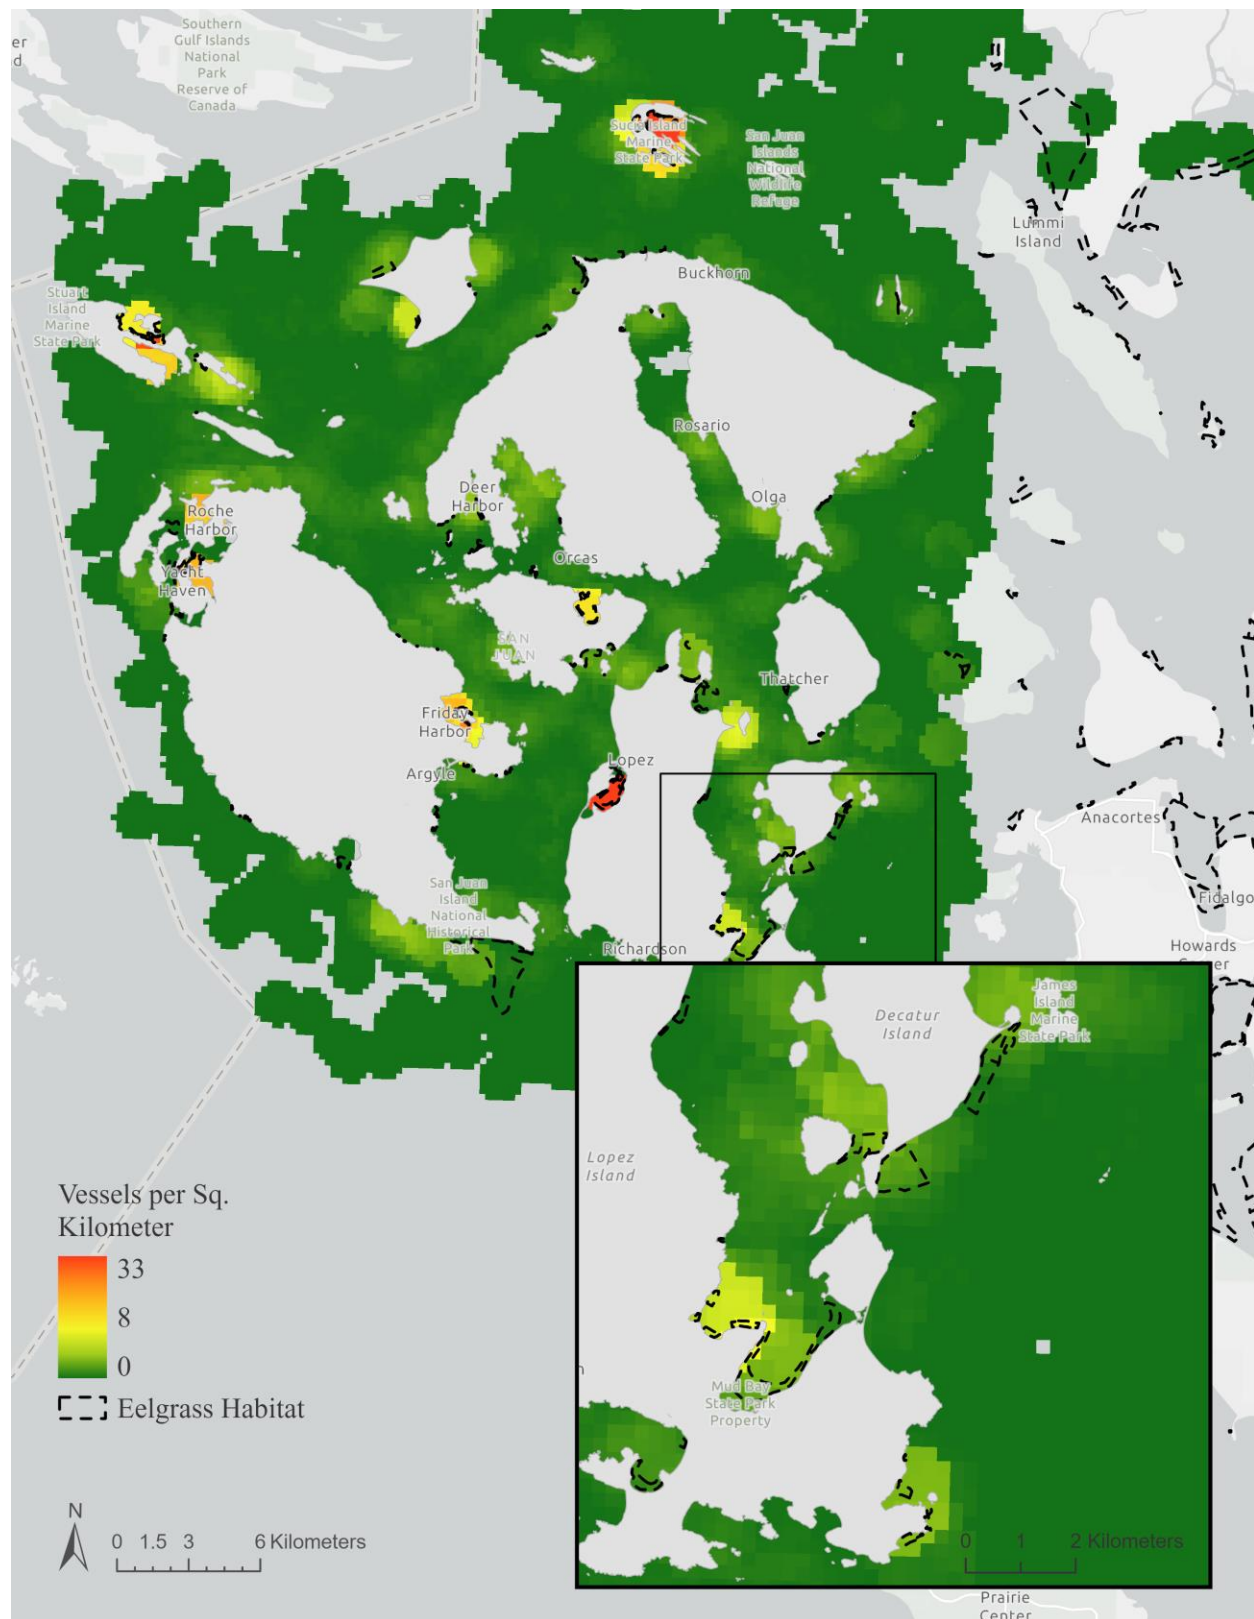 Southern
Gulf Islands
National
Park
Reserve of
Canada
er
d
Sucia Island
Marine
State Park
San Juan
Islands
National
Wildlife
Refuge
Lummi
Island
Buckhorn
Stuart
Island
Marine
State Park
Rosario
Deer
Harbor
Olga
Roche
Harbor
Orcas
Yacht
Haven
SAN
JUAN
Thatcher
Friday
Harbor
Lopez
Argyle
Anacortes
San Juan
Island
National
Historical
Park
Fidalgo
Richardson
Howards
er
James
Island
Marine
State Park
Decatur
Island
Lopez
Island
Vessels per Sq.
Kilometer
33
8
0
Eelgrass Habitat
Mud Bay
State Park
Property
n
N
0 1.5 3 6 Kilometers
0 1 2 Kilometers
Prairie
Center